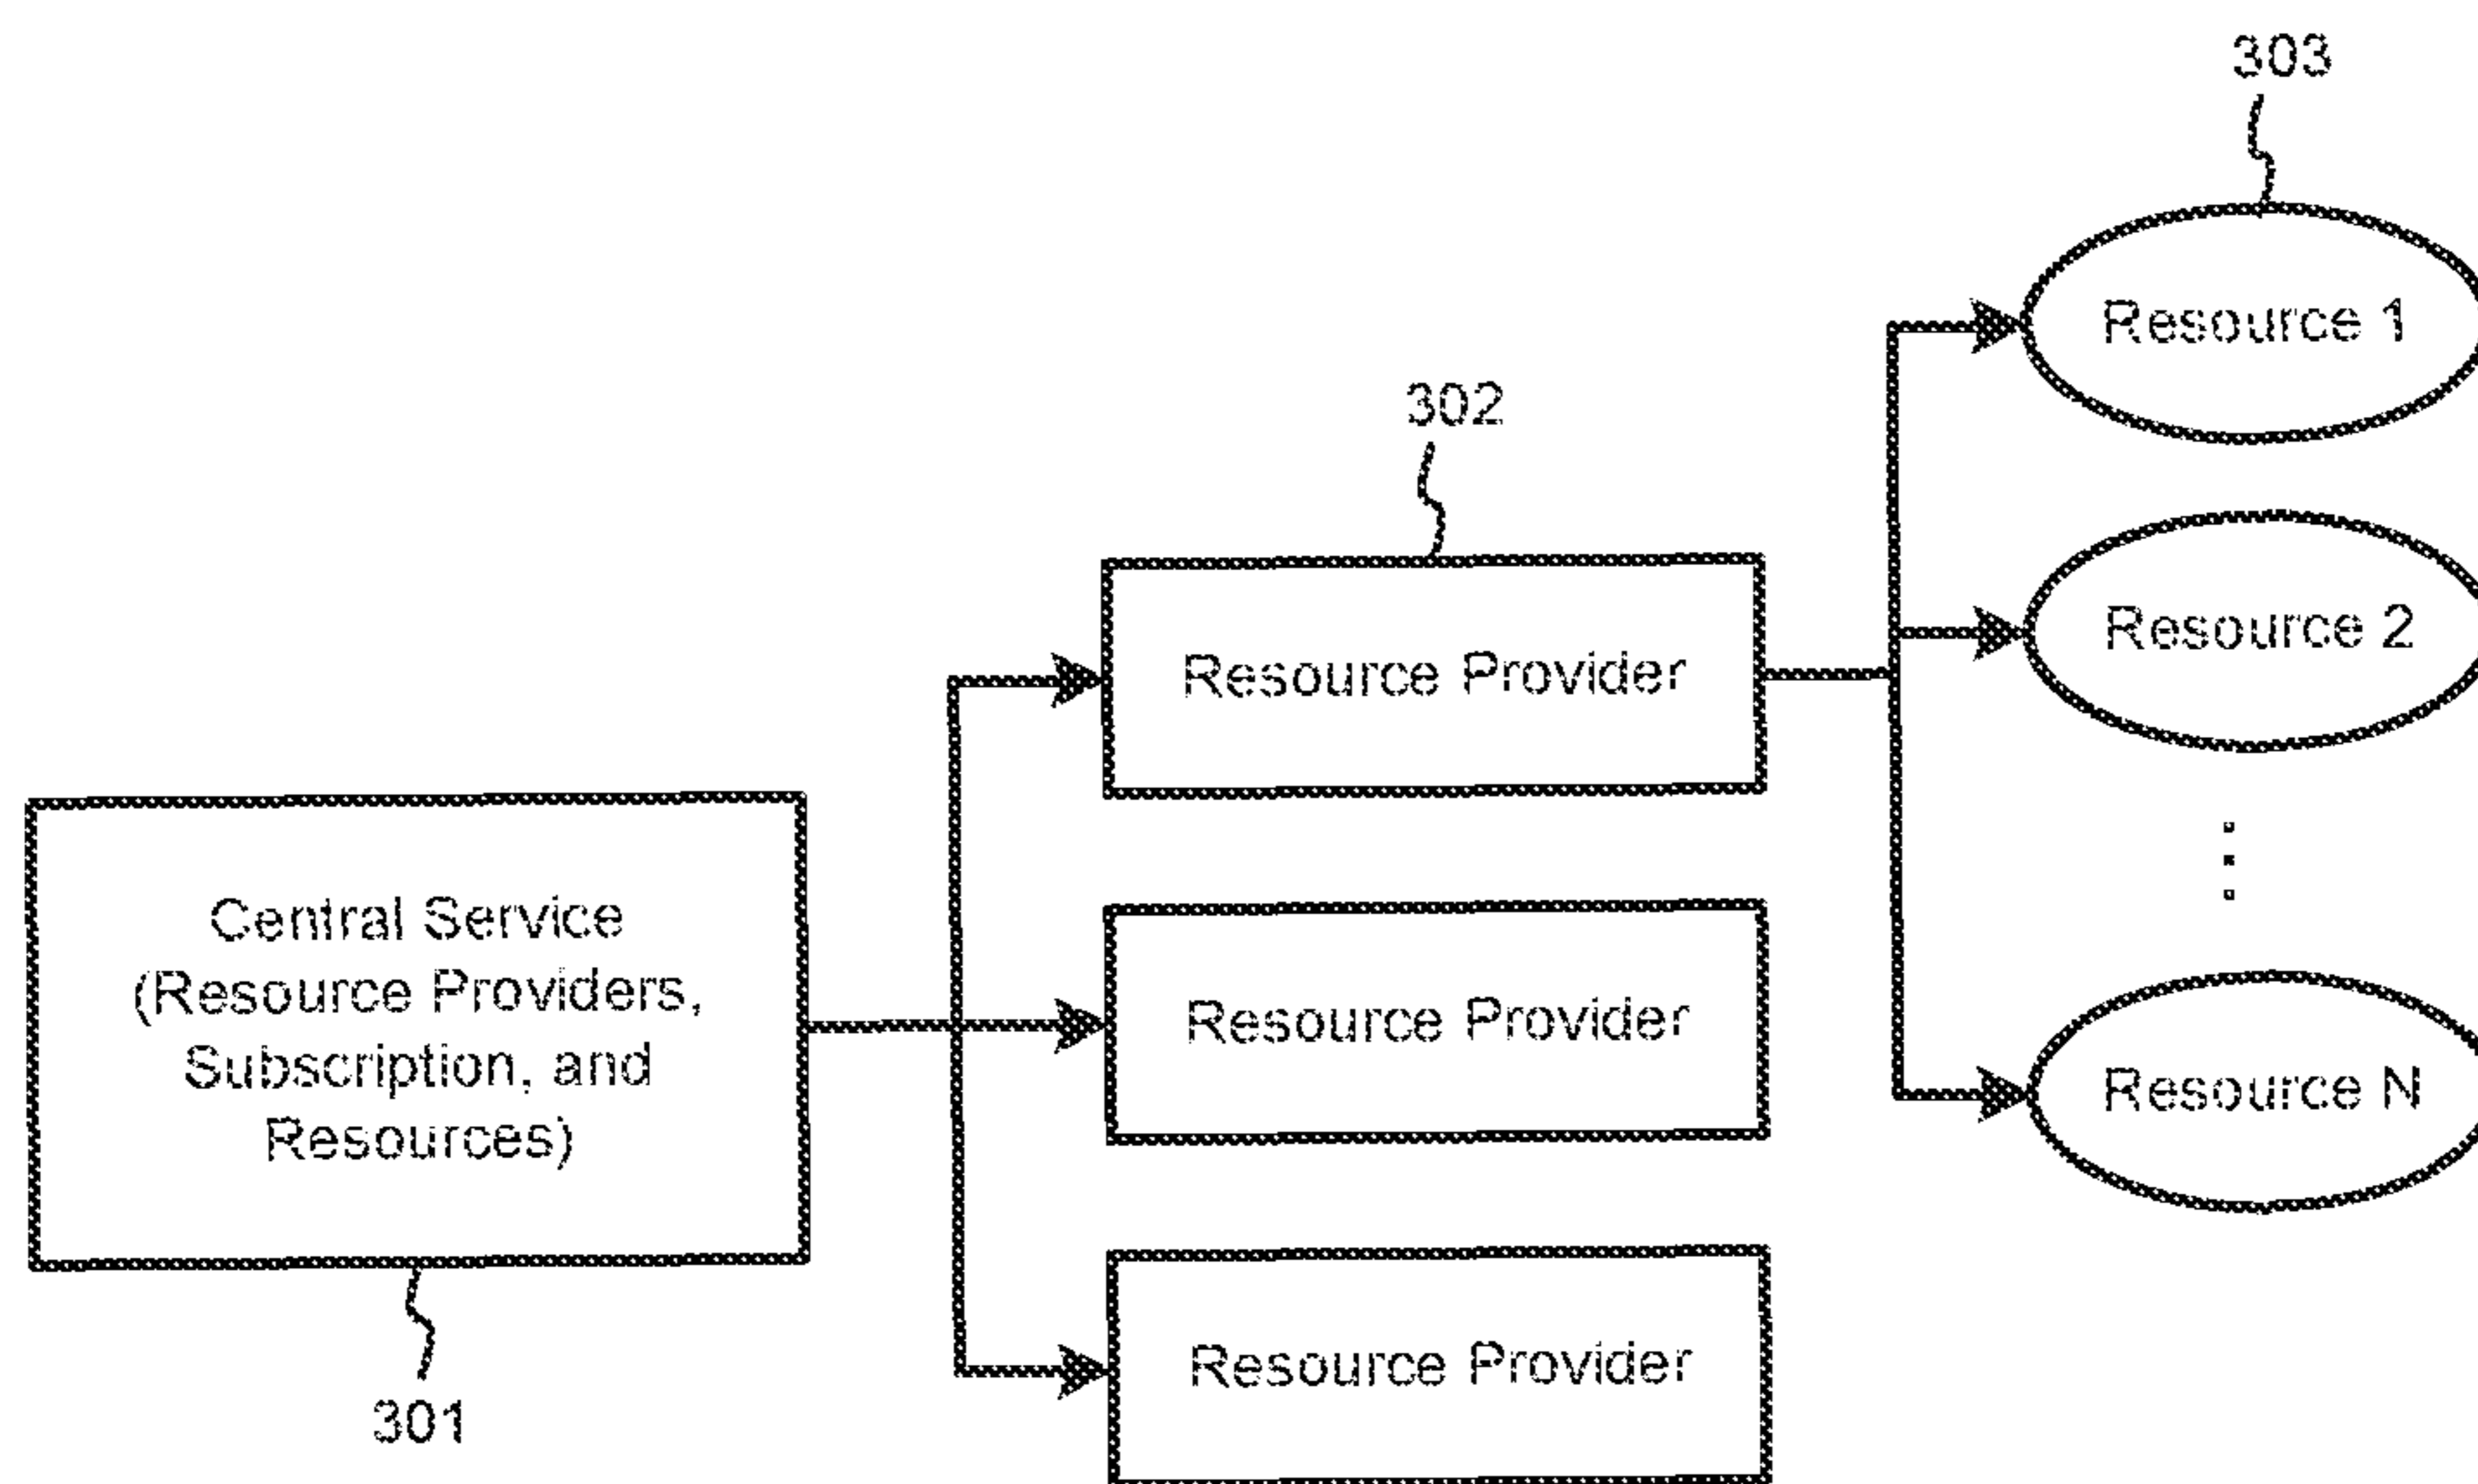 303
Resource 1
302
Resource 2
Resource Provider
Central Service
(Resource Providers,
Subscription, and
Resources)
Resource Provider
Resource N
Resource Provider
301